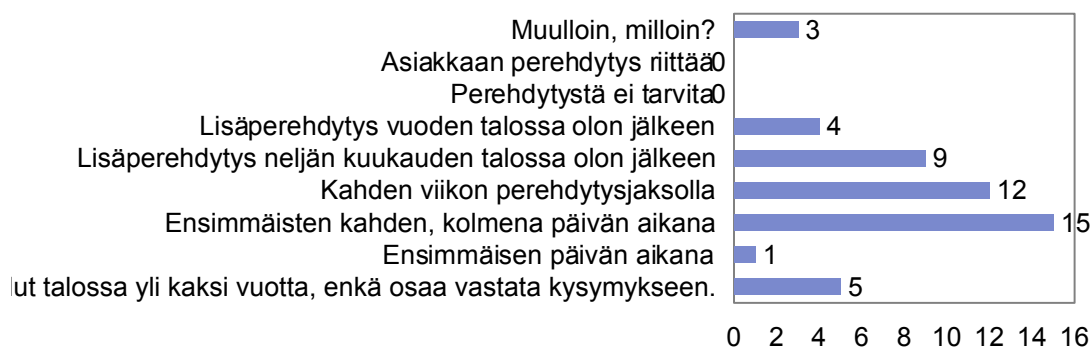 Muulloin, milloin? 3
Asiakkaan perehdytys riittää 0
Perehdytystä ei tarvita 0
Lisäperehdytys vuoden talossa olon jälkeen 4
Lisäperehdytys neljän kuukauden talossa olon jälkeen 9
Kahden viikon perehdytysjaksolla 12
Ensimmäisten kahden, kolmena päivän aikana 15
Ensimmäisen päivän aikana 1
talossa yli kaksi vuotta, enkä osaa vastata kysymykseen. 5
0 2 4 6 8 10 12 14 16